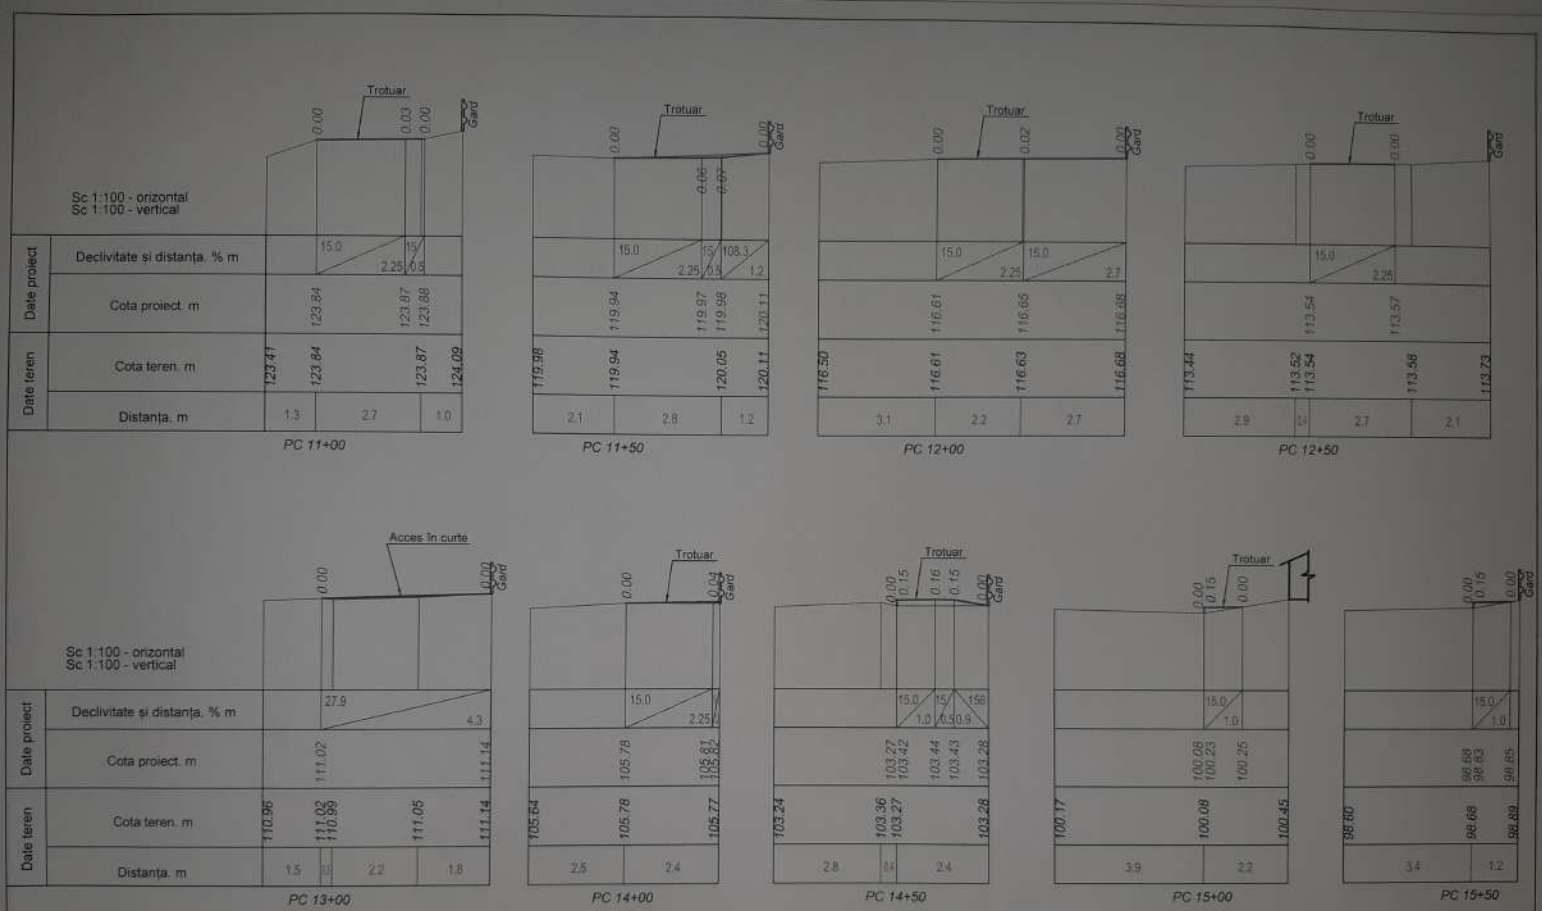 Trotuar
0.00 0.03 0.00 Gard
Trotuar
0.00 0.06 0.07 0.00 Gard
Trotuar
0.00 0.02 0.00 Gard
Trotuar
0.00 0.00 Gard
Sc 1:100 - orizontal
Sc 1:100 - vertical
Date proiect
Declivitate și distanța. % m
15.0 2.25 15 0.5
15.0 2.25 15 0.5 108.3 1.2
15.0 2.25 15.0 2.7
15.0 2.25
Cota proiect. m
123.84 123.87 123.88
119.94 119.97 119.98 120.11
116.61 116.65 116.68
113.54 113.57
Date teren
Cota teren. m
123.41 123.84 123.87 124.09
119.98 119.94 120.05 120.11
116.50 116.61 116.63 116.68
113.44 113.52 113.54 113.58 113.73
Distanța. m
1.3 2.7 1.0
2.1 2.8 1.2
3.1 2.2 2.7
2.9 0.4 2.7 2.1
PC 11+00
PC 11+50
PC 12+00
PC 12+50
Acces în curte
0.00 0.00 Gard
Trotuar
0.00 0.04 Gard
Trotuar
0.00 0.15 0.16 0.15 0.00 Gard
Trotuar
0.00 0.15 0.00
0.00 0.15 0.00 Gard
Sc 1:100 - orizontal
Sc 1:100 - vertical
Date proiect
Declivitate și distanța. % m
27.9 4.3
15.0 2.25
15.0 1.0 15 0.5 156 0.9
15.0 1.0
15.0 1.0
Cota proiect. m
111.02 111.14
105.78 105.81 105.82
103.27 103.42 103.44 103.43 103.28
100.08 100.23 100.25
98.68 98.83 98.85
Date teren
Cota teren. m
110.96 111.02 110.99 111.05 111.14
105.64 105.78 105.77
103.24 103.36 103.27 103.28
100.17 100.08 100.45
98.60 98.68 98.89
Distanța. m
1.5 2.2 1.8
2.5 2.4
2.8 0.4 2.4
3.9 2.2
3.4 1.2
PC 13+00
PC 14+00
PC 14+50
PC 15+00
PC 15+50